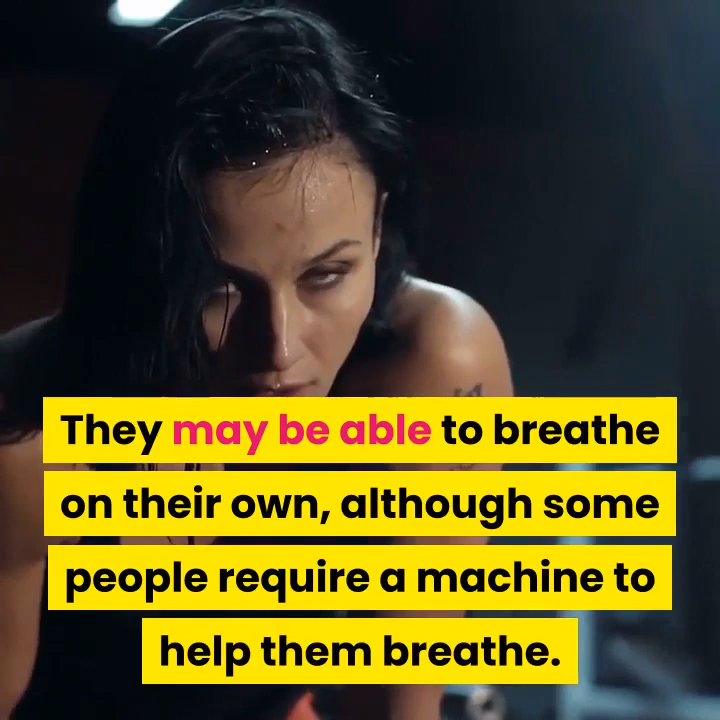 They may be able to breathe
on their own, although some
people require a machine to
help them breathe.